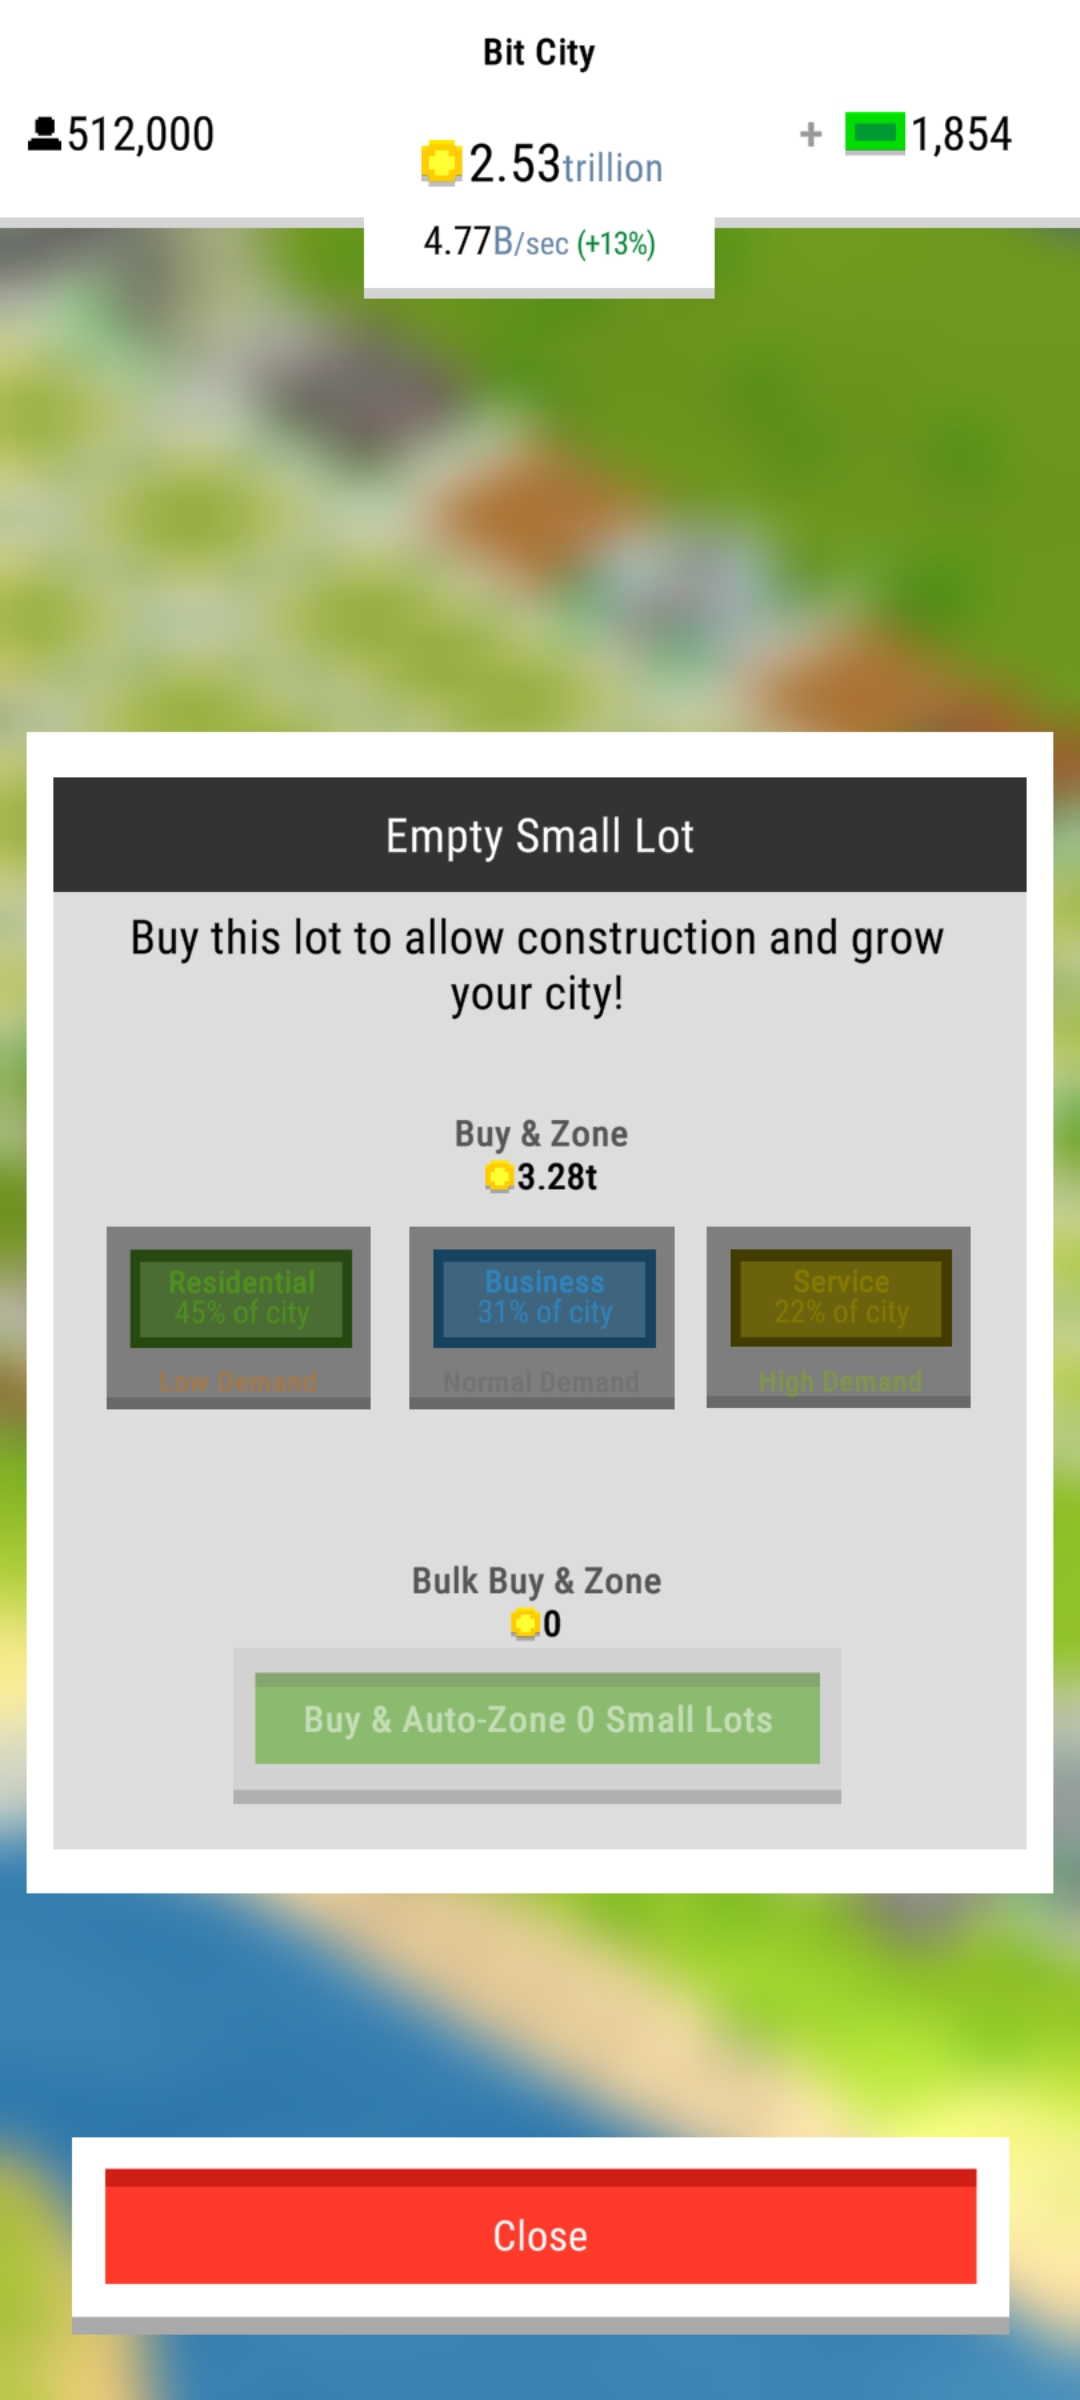 Bit City
512,000
2.53trillion
+ 1,854
4.77B/sec (+13%)
Empty Small Lot
Buy this lot to allow construction and grow
your city!
Buy & Zone
3.28t
Residential
45% of city
Low Demand
Business
31% of city
Normal Demand
Service
22% of city
High Demand
Bulk Buy & Zone
0
Buy & Auto-Zone 0 Small Lots
Close